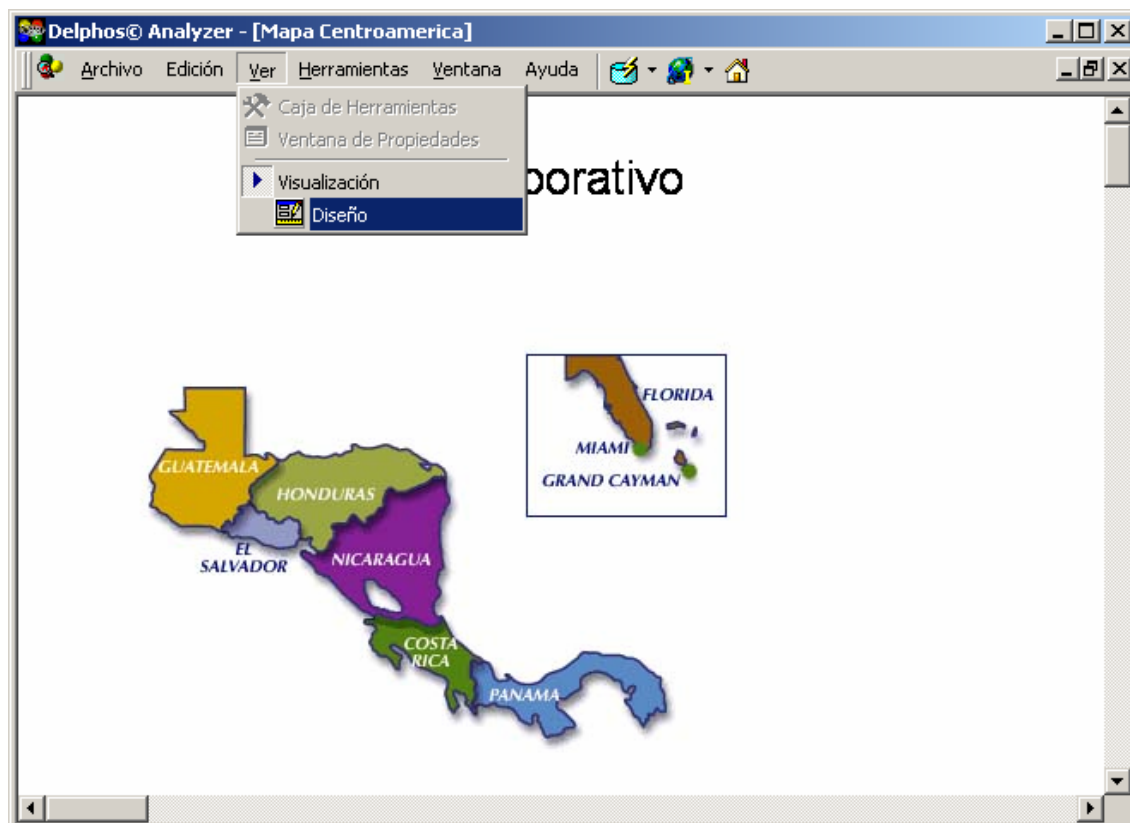 Delphos© Analyzer - [Mapa Centroamerica]
Archivo Edición Ver Herramientas Ventana Ayuda
Caja de Herramientas
Ventana de Propiedades
Visualización
Diseño
porativo
FLORIDA
MIAMI
GRAND CAYMAN
GUATEMALA
HONDURAS
EL
SALVADOR
NICARAGUA
COSTA
RICA
PANAMA